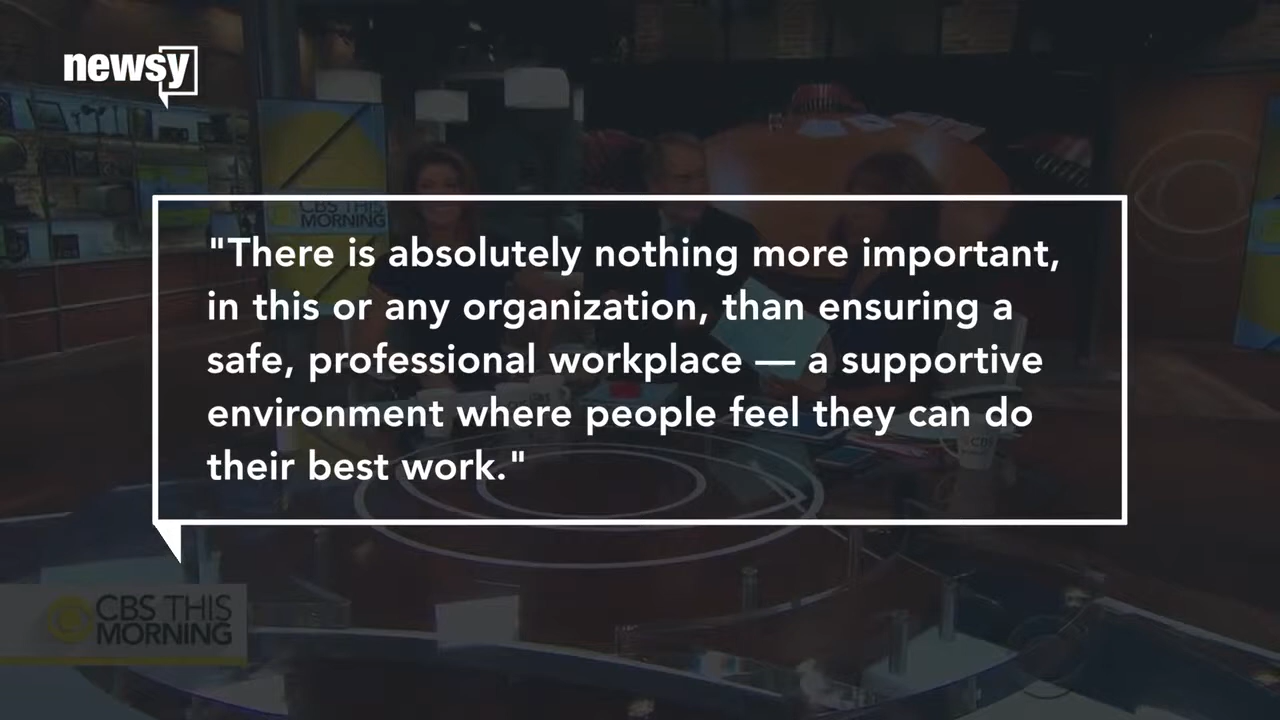 newsy
CBS THIS
MORNING
"There is absolutely nothing more important,
in this or any organization, than ensuring a
safe, professional workplace — a supportive
environment where people feel they can do
their best work."
CBS
CBS THIS
MORNING